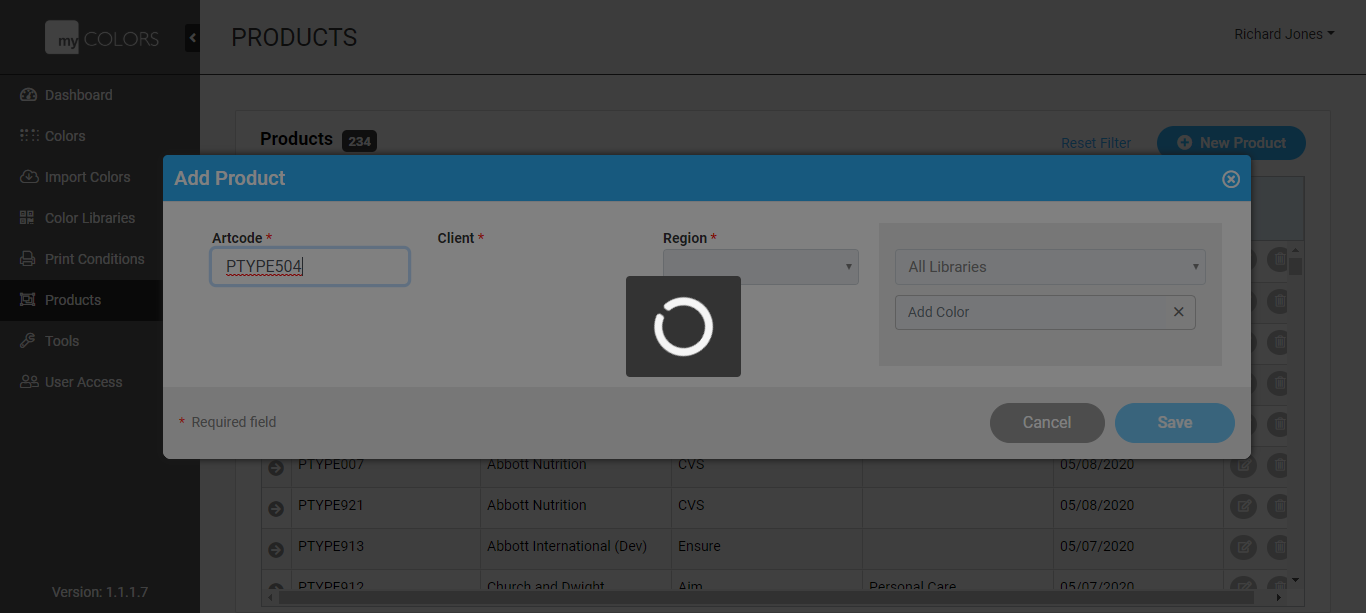 my COLORS
PRODUCTS
Richard Jones
Dashboard
Colors
Import Colors
Color Libraries
Print Conditions
Products
Tools
User Access
Version: 1.1.1.7
Products 234
Reset Filter
New Product
Add Product
Artcode *
Client *
Region *
PTYPE504
All Libraries
Add Color
* Required field
Cancel
Save
PTYPE007 Abbott Nutrition CVS 05/08/2020
PTYPE921 Abbott Nutrition CVS 05/08/2020
PTYPE913 Abbott International (Dev) Ensure 05/07/2020
PTYPE912 Church and Dwight Aim Personal Care 05/07/2020